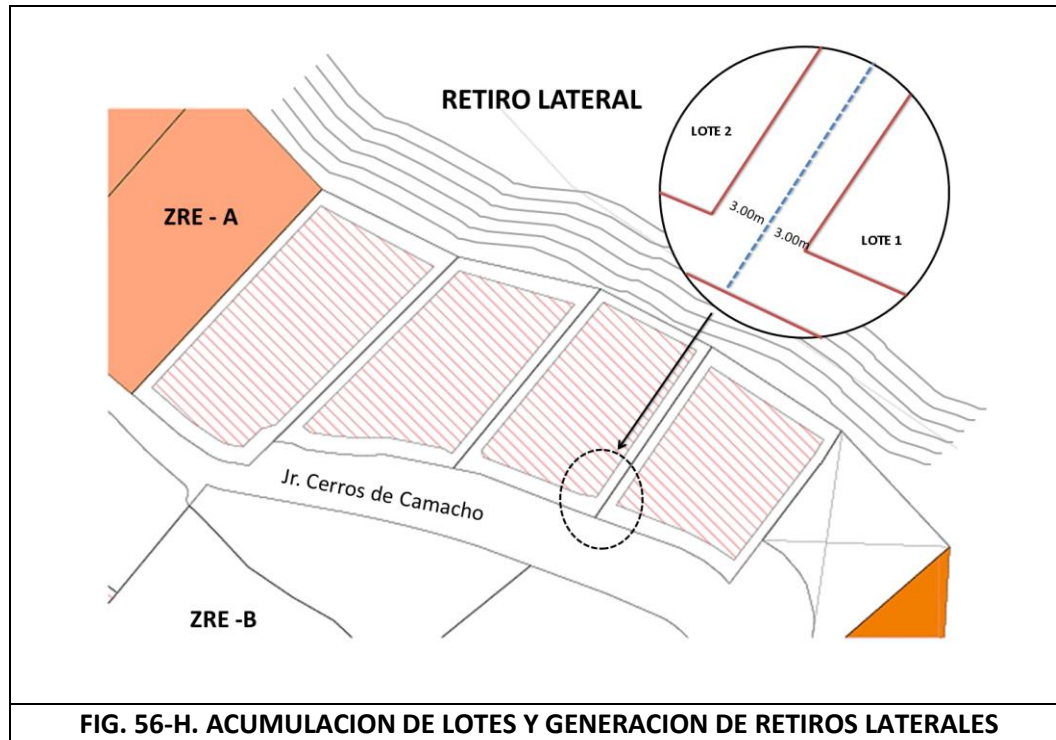 RETIRO LATERAL
LOTE 2
3.00m
3.00m
LOTE 1
ZRE - A
Jr. Cerros de Camacho
ZRE -B
FIG. 56-H. ACUMULACION DE LOTES Y GENERACION DE RETIROS LATERALES